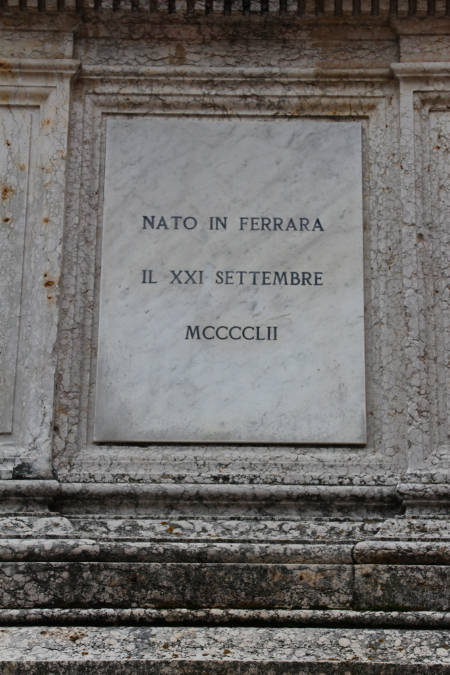 NATO IN FERRARA
IL XXI SETTEMBRE
MCCCCLII